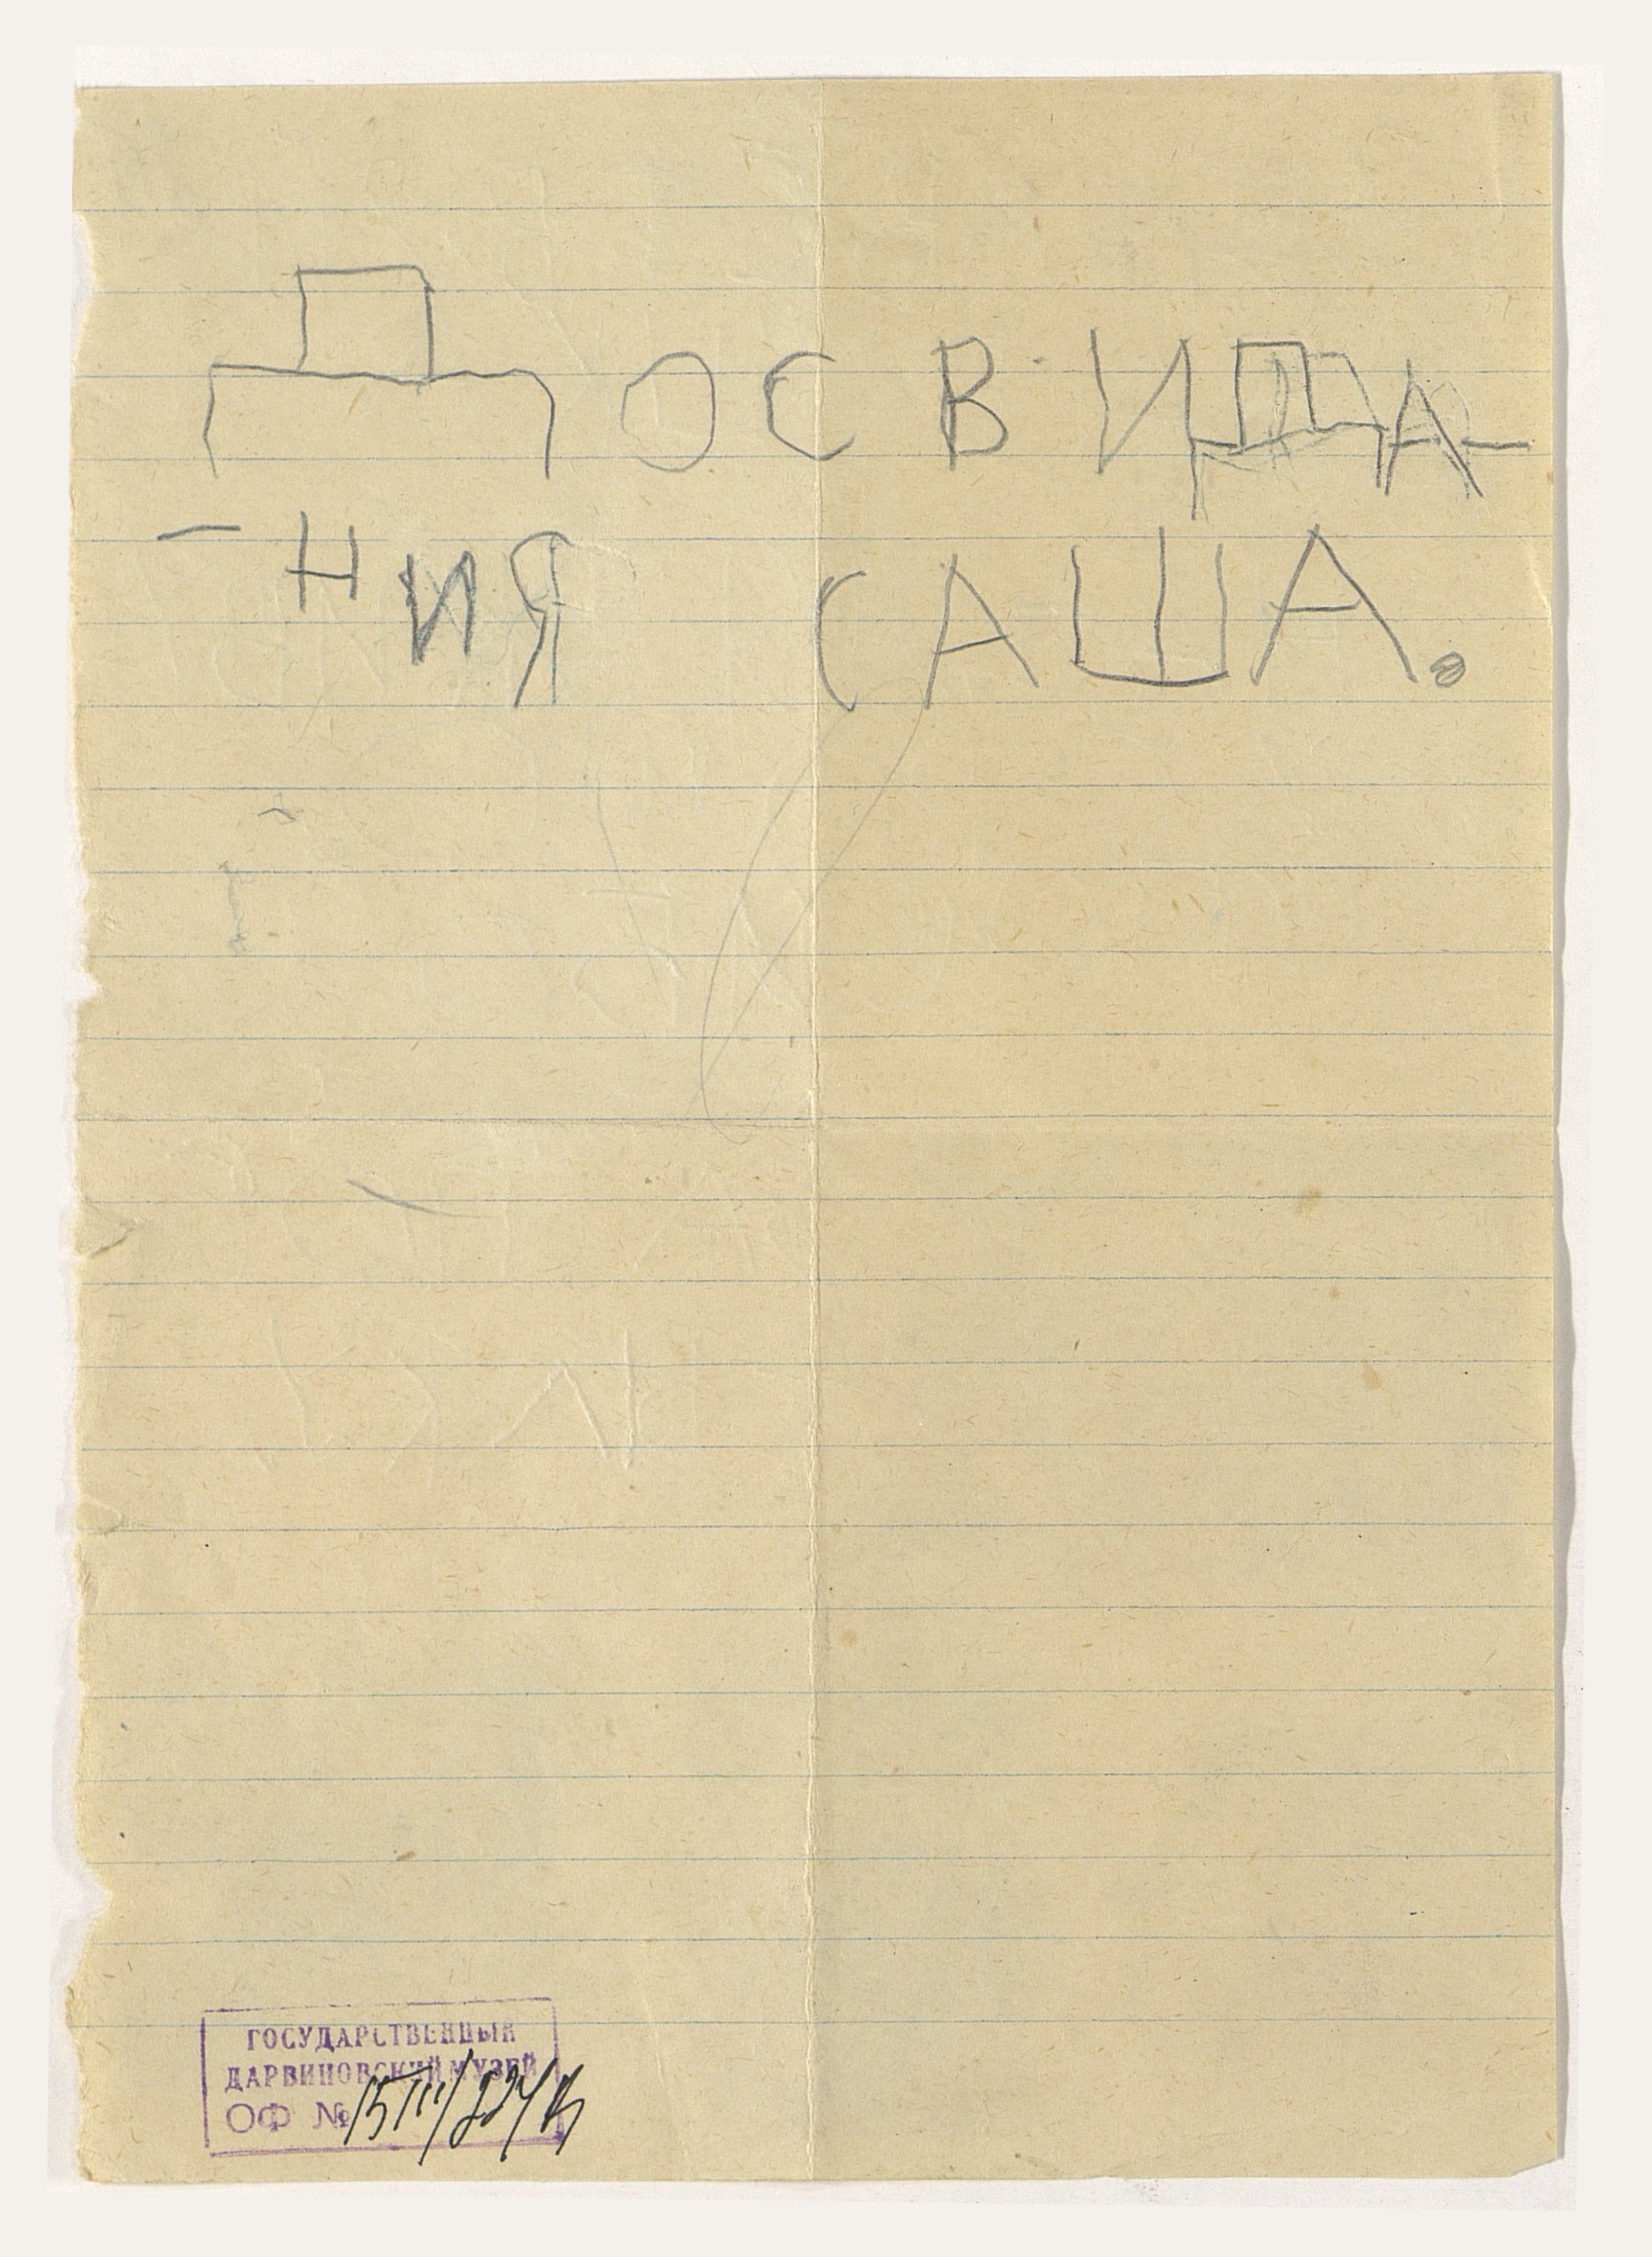 ДОСВИДА-
-НИЯ САША.
ГОСУДАРСТВЕННЫЙ
ДАРВИНОВСКИЙ МУЗЕЙ
ОФ №